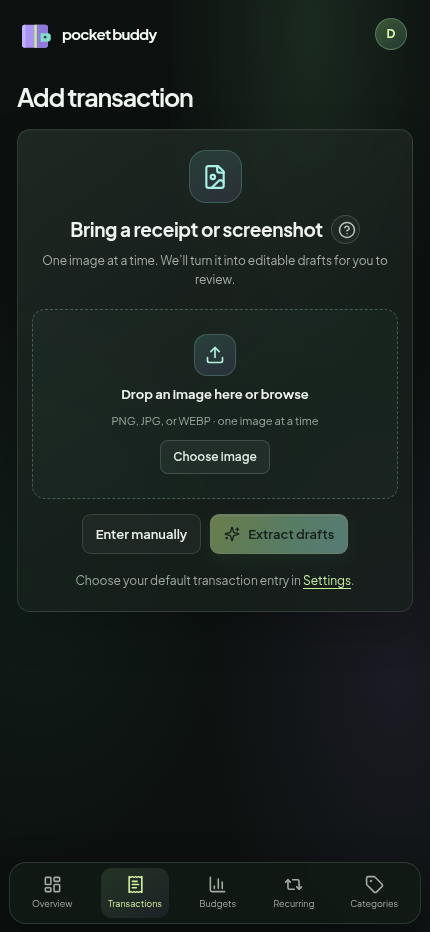 pocket buddy
D
Add transaction
Bring a receipt or screenshot
One image at a time. We'll turn it into editable drafts for you to
review.
Drop an image here or browse
PNG, JPG, or WEBP · one image at a time
Choose image
Enter manually
Extract drafts
Choose your default transaction entry in Settings.
Overview
Transactions
Budgets
Recurring
Categories